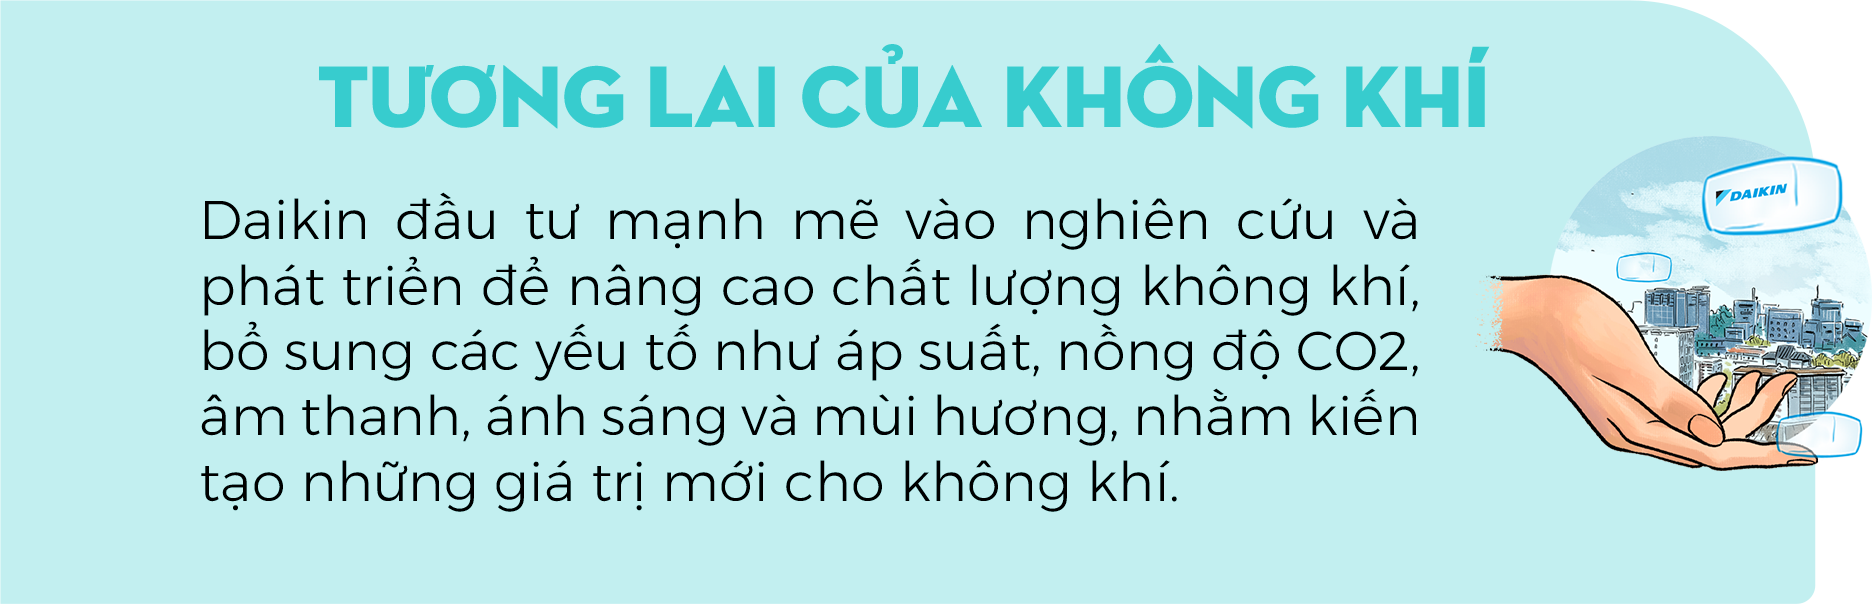 TƯƠNG LAI CỦA KHÔNG KHÍ
Daikin đầu tư mạnh mẽ vào nghiên cứu và
phát triển để nâng cao chất lượng không khí,
bổ sung các yếu tố như áp suất, nồng độ CO2,
âm thanh, ánh sáng và mùi hương, nhằm kiến
tạo những giá trị mới cho không khí.
DAIKIN